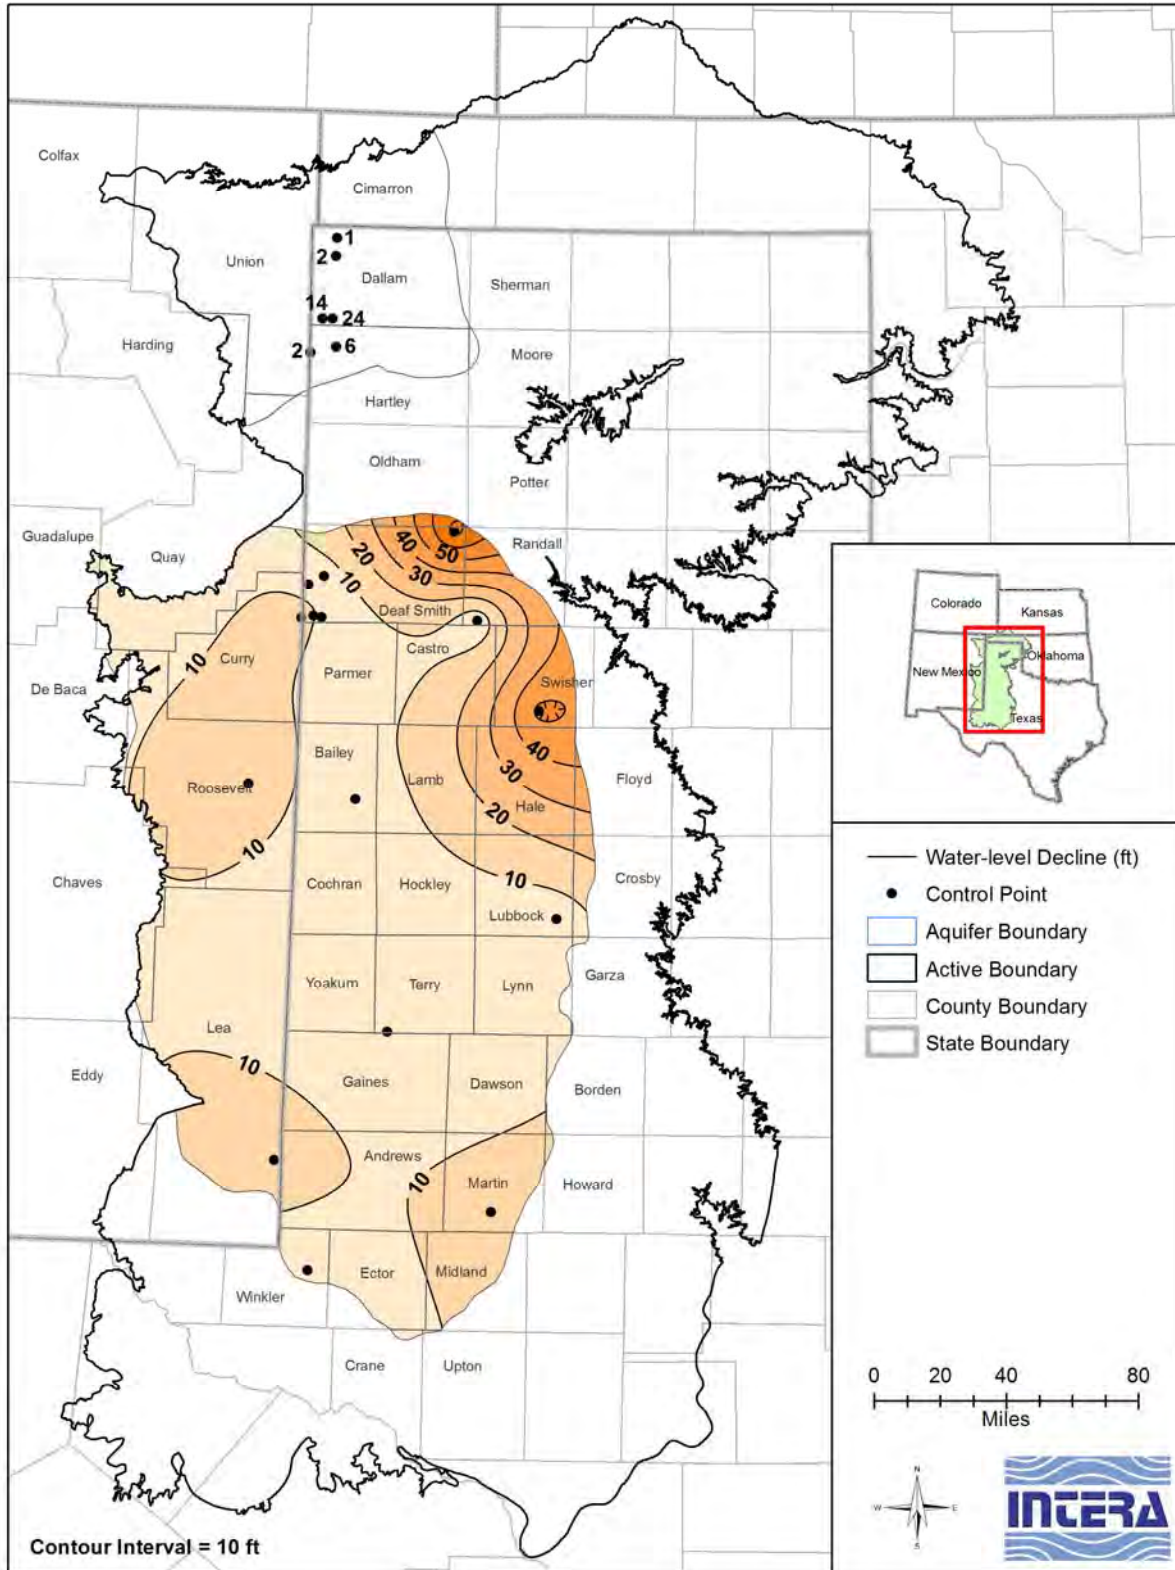 Colfax
Cimarron
1
2
Union
Dallam
Sherman
14
24
Harding
2
6
Moore
Hartley
Oldham
Potter
Guadalupe
Quay
40
50
Randall
20
30
10
Deaf Smith
Castro
10
Curry
Parmer
De Baca
Swisher
Bailey
40
Roosevelt
Lamb
30
Floyd
Hale
20
10
10
Chaves
Cochran
Hockley
Crosby
Lubbock
Yoakum
Terry
Lynn
Garza
Lea
10
Eddy
Gaines
Dawson
Borden
Andrews
10
Martin
Howard
Ector
Midland
Winkler
Crane
Upton
Contour Interval = 10 ft
Colorado
Kansas
New Mexico
Oklahoma
Texas
Water-level Decline (ft)
Control Point
Aquifer Boundary
Active Boundary
County Boundary
State Boundary
0 20 40 80
Miles
N
W E
S
INTERA